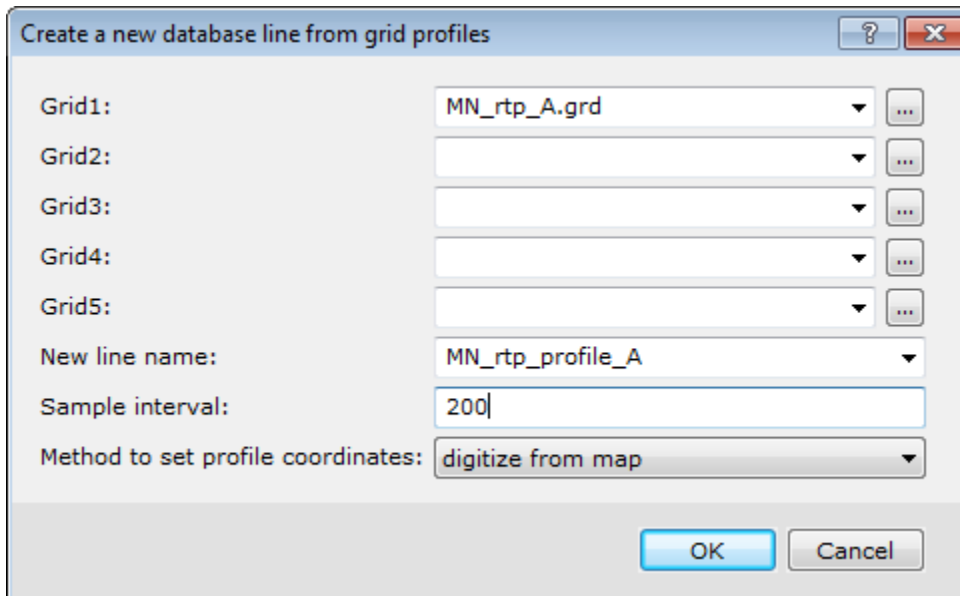 Create a new database line from grid profiles
?
Grid1: MN_rtp_A.grd ...
Grid2: ...
Grid3: ...
Grid4: ...
Grid5: ...
New line name: MN_rtp_profile_A
Sample interval: 200
Method to set profile coordinates: digitize from map
OK Cancel